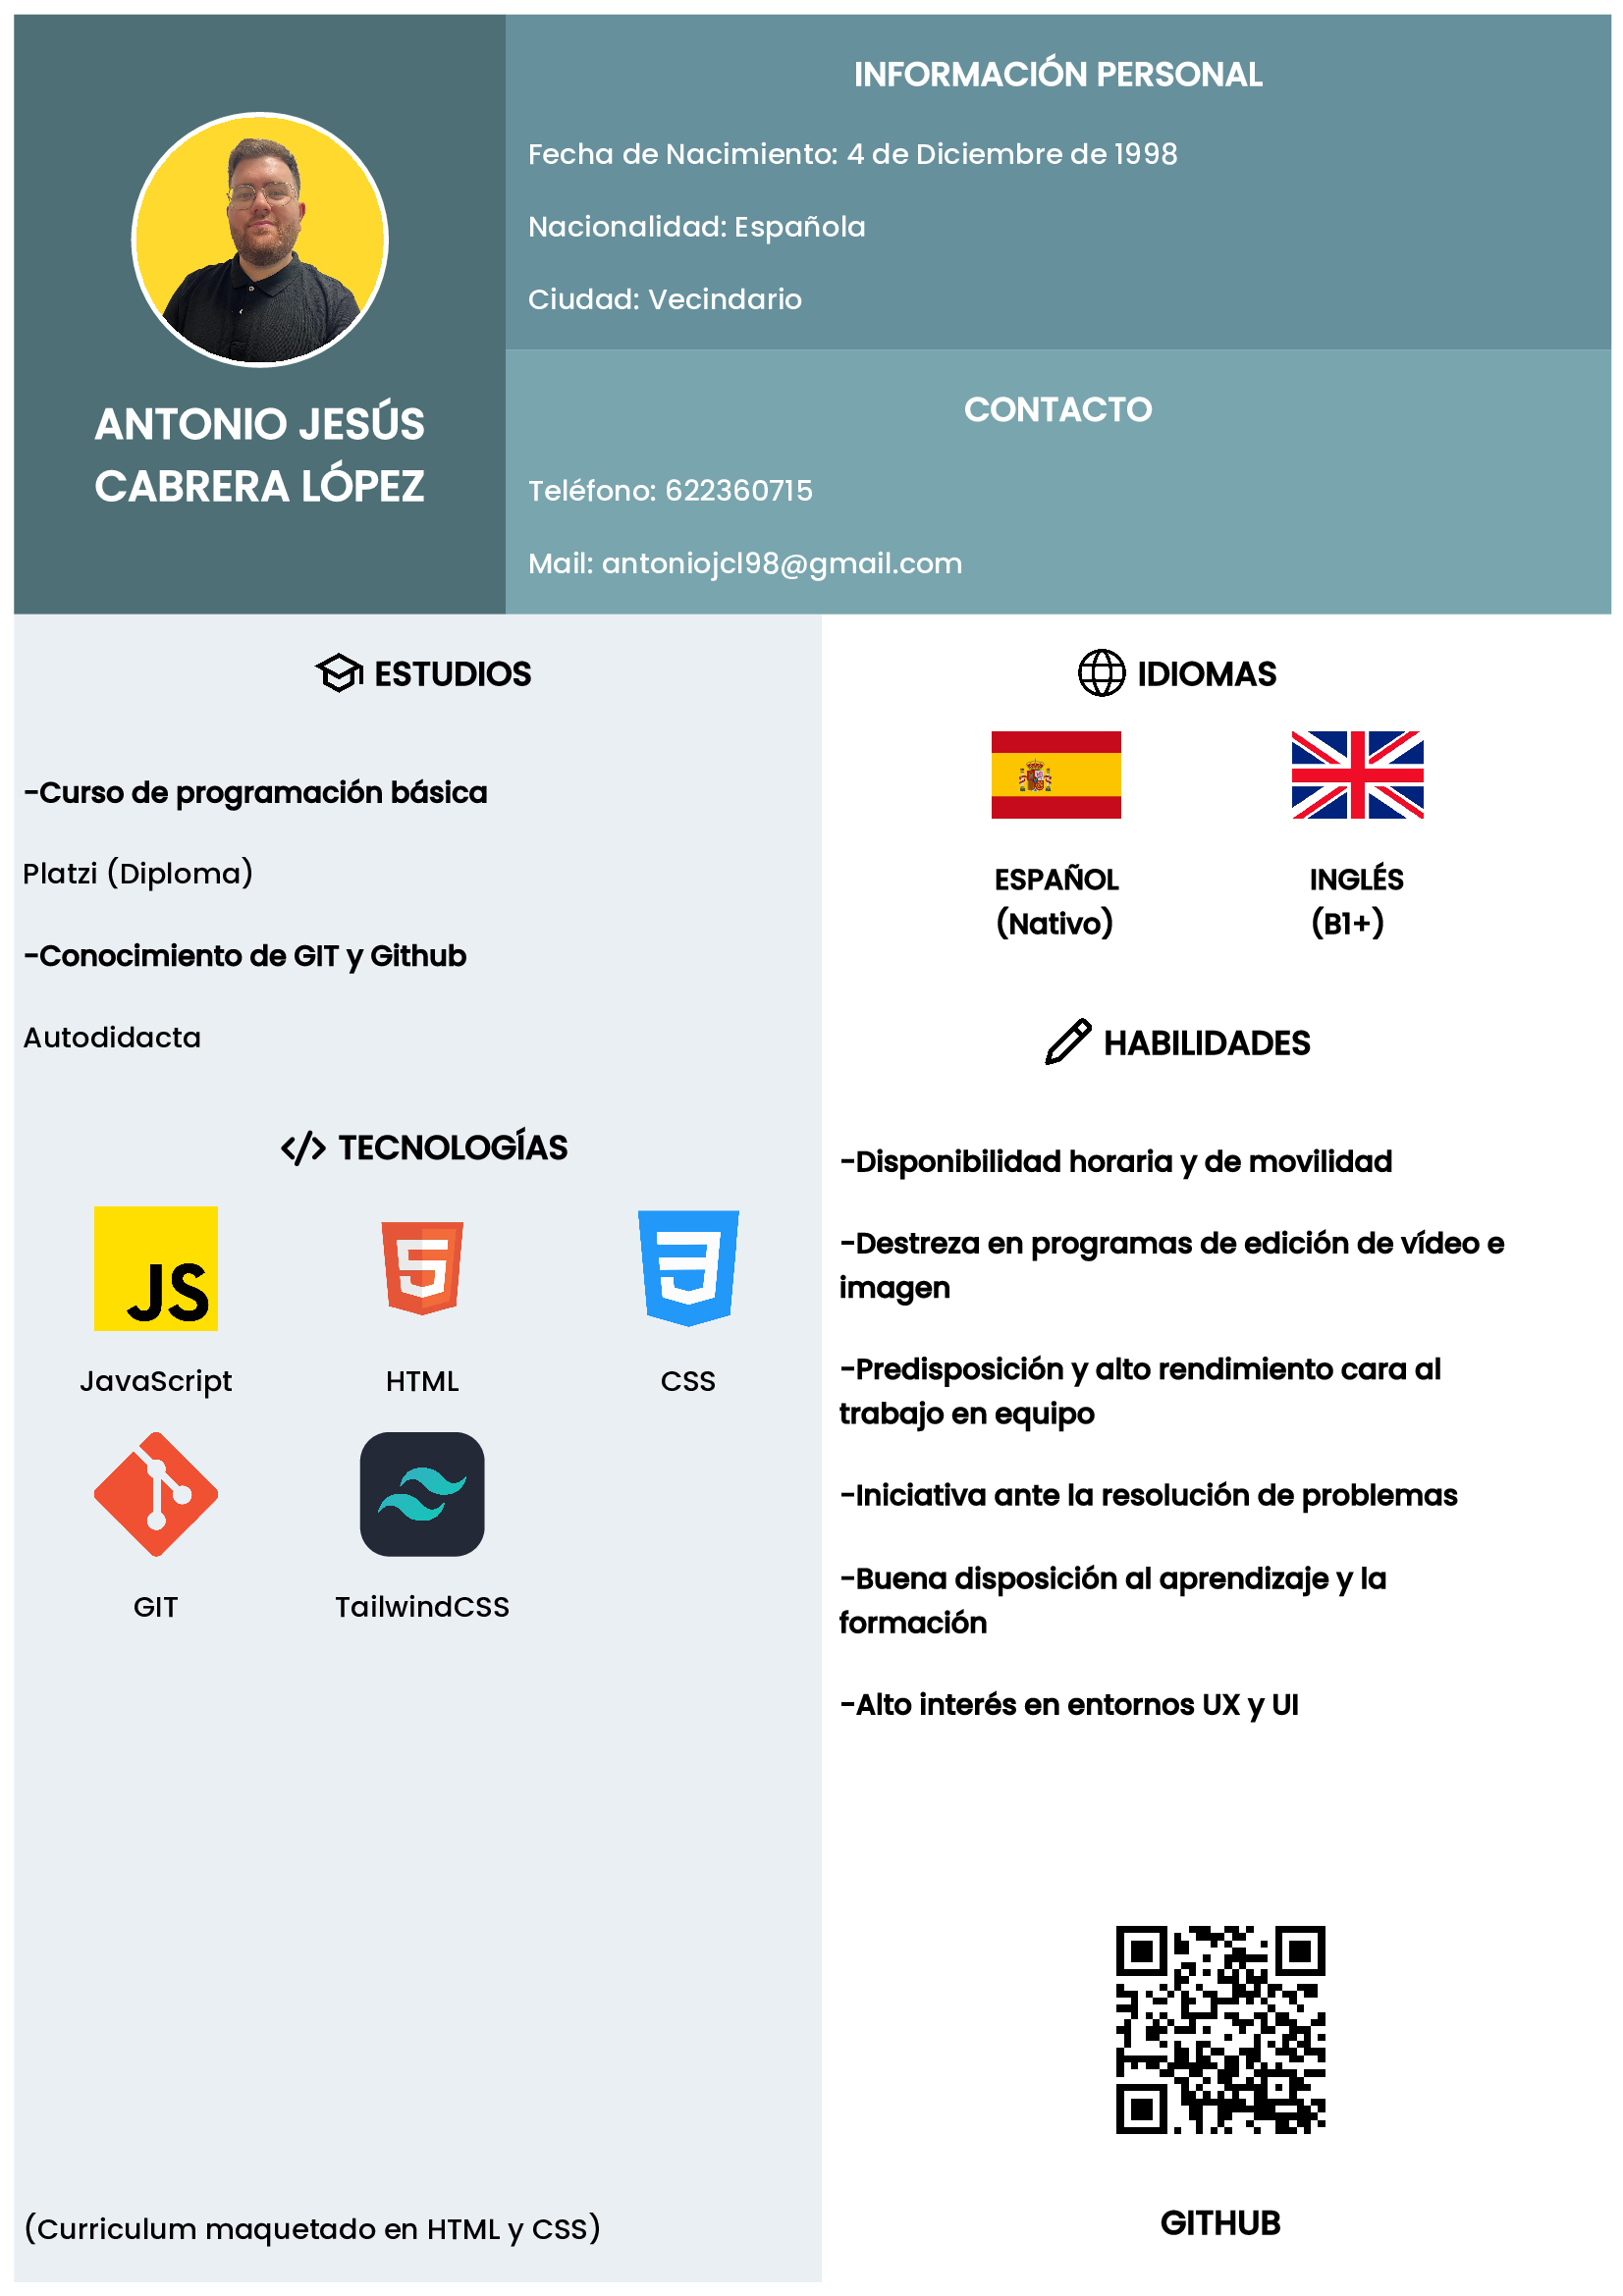 ANTONIO JESÚS
CABRERA LÓPEZ
INFORMACIÓN PERSONAL
Fecha de Nacimiento: 4 de Diciembre de 1998
Nacionalidad: Española
Ciudad: Vecindario
CONTACTO
Teléfono: 622360715
Mail: antoniojcl98@gmail.com
ESTUDIOS
-Curso de programación básica
Platzi (Diploma)
-Conocimiento de GIT y Github
Autodidacta
TECNOLOGÍAS
JS
JavaScript
HTML
CSS
GIT
TailwindCSS
(Curriculum maquetado en HTML y CSS)
IDIOMAS
ESPAÑOL
(Nativo)
INGLÉS
(B1+)
HABILIDADES
-Disponibilidad horaria y de movilidad
-Destreza en programas de edición de vídeo e
imagen
-Predisposición y alto rendimiento cara al
trabajo en equipo
-Iniciativa ante la resolución de problemas
-Buena disposición al aprendizaje y la
formación
-Alto interés en entornos UX y UI
GITHUB